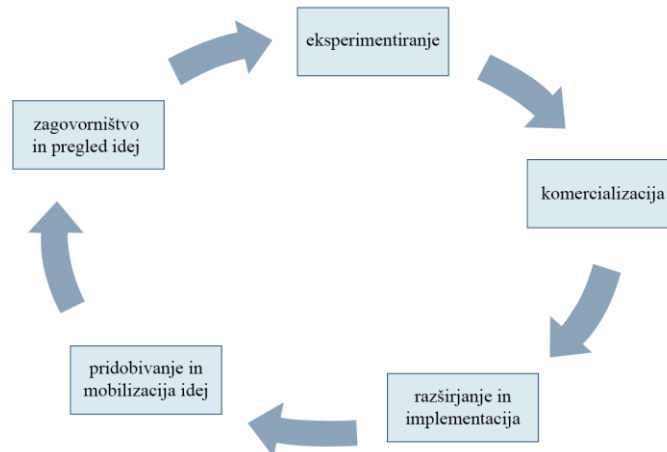 eksperimentiranje
komercializacija
razširjanje in
implementacija
pridobivanje in
mobilizacija idej
zagovorništvo
in pregled idej